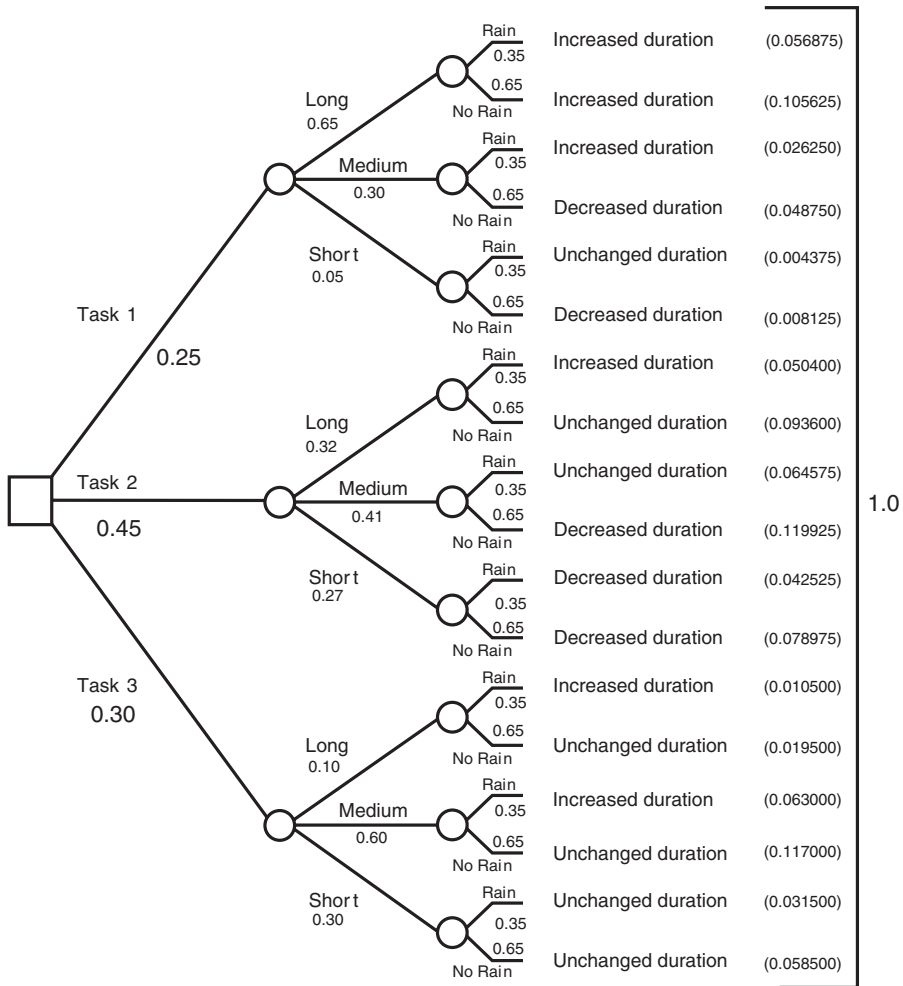 Rain
0.35
Increased duration (0.056875)
Long
0.65
0.65
No Rain
Increased duration (0.105625)
Rain
0.35
Increased duration (0.026250)
Medium
0.30
0.65
No Rain
Decreased duration (0.048750)
Rain
0.35
Unchanged duration (0.004375)
Short
0.05
0.65
No Rain
Decreased duration (0.008125)
Task 1
0.25
Rain
0.35
Increased duration (0.050400)
Long
0.32
0.65
No Rain
Unchanged duration (0.093600)
Rain
0.35
Unchanged duration (0.064575)
Task 2
0.45
Medium
0.41
0.65
No Rain
Decreased duration (0.119925)
1.0
Rain
0.35
Decreased duration (0.042525)
Short
0.27
0.65
No Rain
Decreased duration (0.078975)
Task 3
0.30
Rain
0.35
Increased duration (0.010500)
Long
0.10
0.65
No Rain
Unchanged duration (0.019500)
Rain
0.35
Increased duration (0.063000)
Medium
0.60
0.65
No Rain
Unchanged duration (0.117000)
Rain
0.35
Unchanged duration (0.031500)
Short
0.30
0.65
No Rain
Unchanged duration (0.058500)